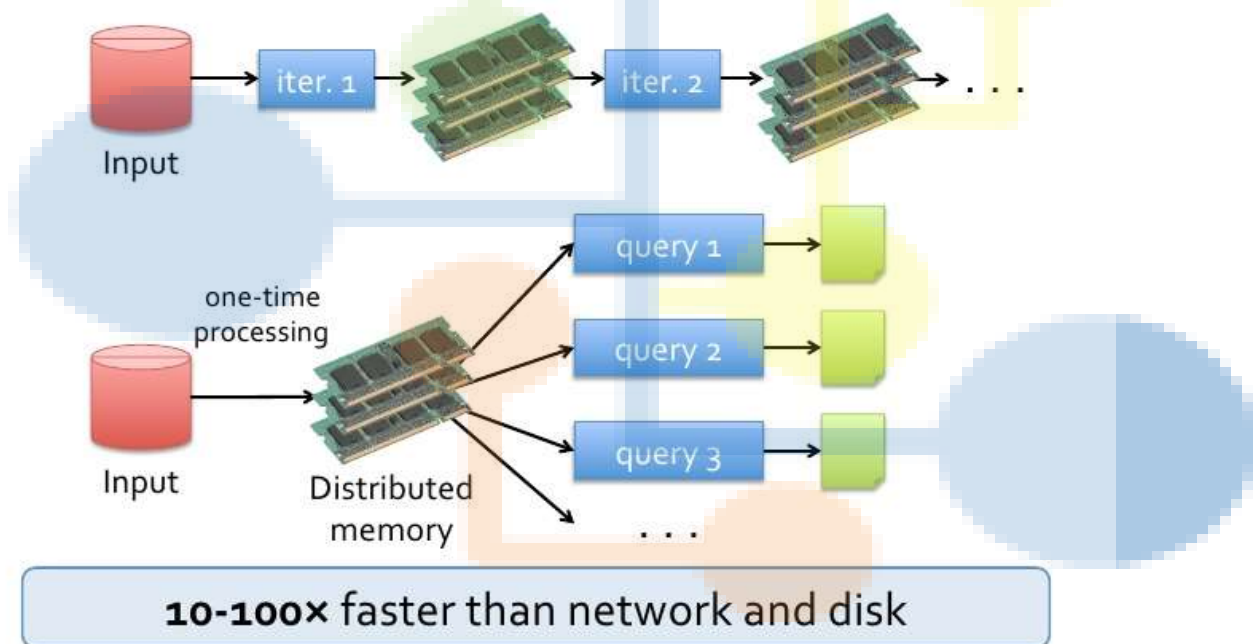 iter. 1
iter. 2
. . .
Input
query 1
one-time
processing
query 2
query 3
Input
Distributed
memory
. . .
10-100× faster than network and disk